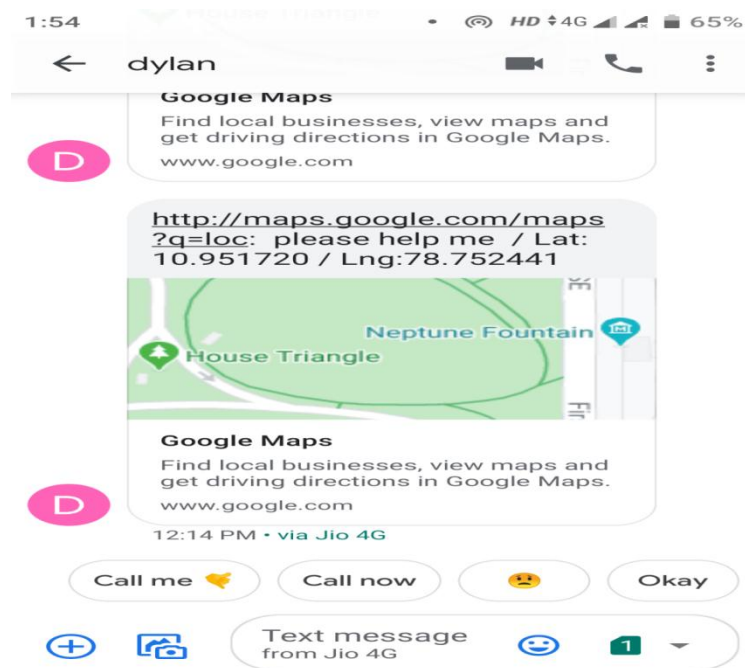 1:54
HD 4G 65%
dylan
Google Maps
Find local businesses, view maps and
get driving directions in Google Maps.
www.google.com
D
http://maps.google.com/maps
?q=loc: please help me / Lat:
10.951720 / Lng:78.752441
SE
Neptune Fountain
House Triangle
Fir
Google Maps
Find local businesses, view maps and
get driving directions in Google Maps.
www.google.com
D
12:14 PM • via Jio 4G
Call me
Call now
Okay
Text message
from Jio 4G
1